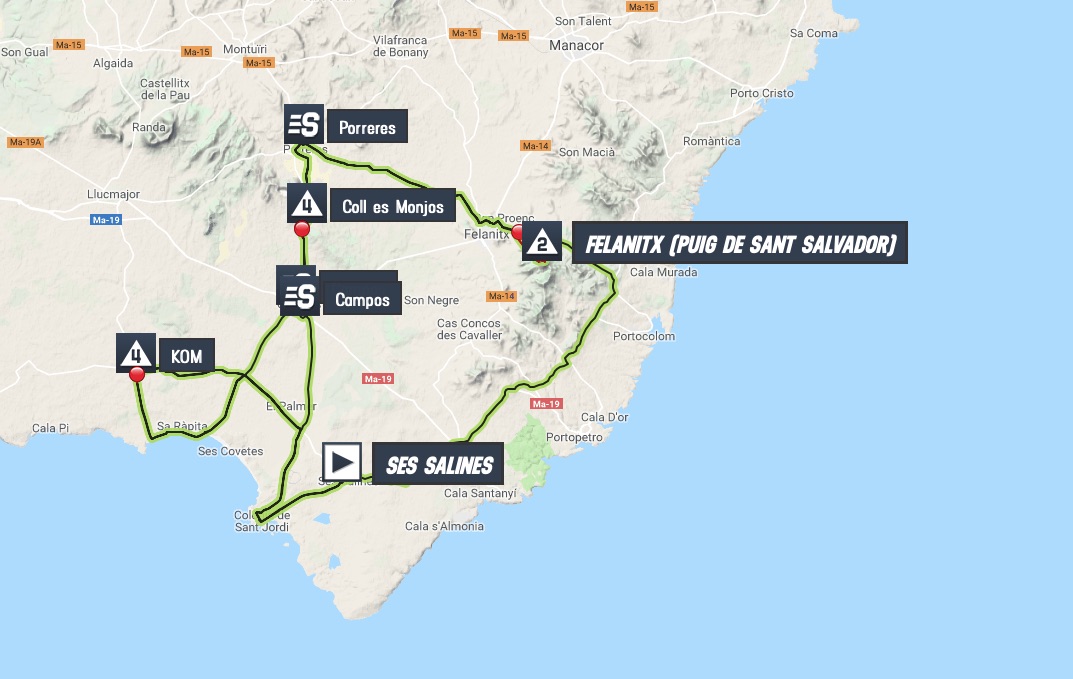 Ma-15
Son Talent
Sa Coma
Vilafranca
de Bonany
Ma-15
Ma-15
Manacor
Ma-15
Son Gual
Ma-15
Montuïri
Ma-15
Algaida
Castellitx
de la Pau
Porto Cristo
S
Porreres
Randa
Ma-19A
Ma-14
Son Macià
Romàntica
Llucmajor
4
Coll es Monjos
Ma-19
Felanitx
2
FELANITX (PUIG DE SANT SALVADOR)
Cala Murada
S
Campos
Son Negre
Ma-14
Cas Concos
des Cavaller
Portocolom
4
KOM
Ma-19
Ma-19
El Palmar
Cala D'or
Cala Pi
Sa Ràpita
Portopetro
Ses Covetes
SES SALINES
Cala Santanyí
Sant Jordi
Cala s'Almonia